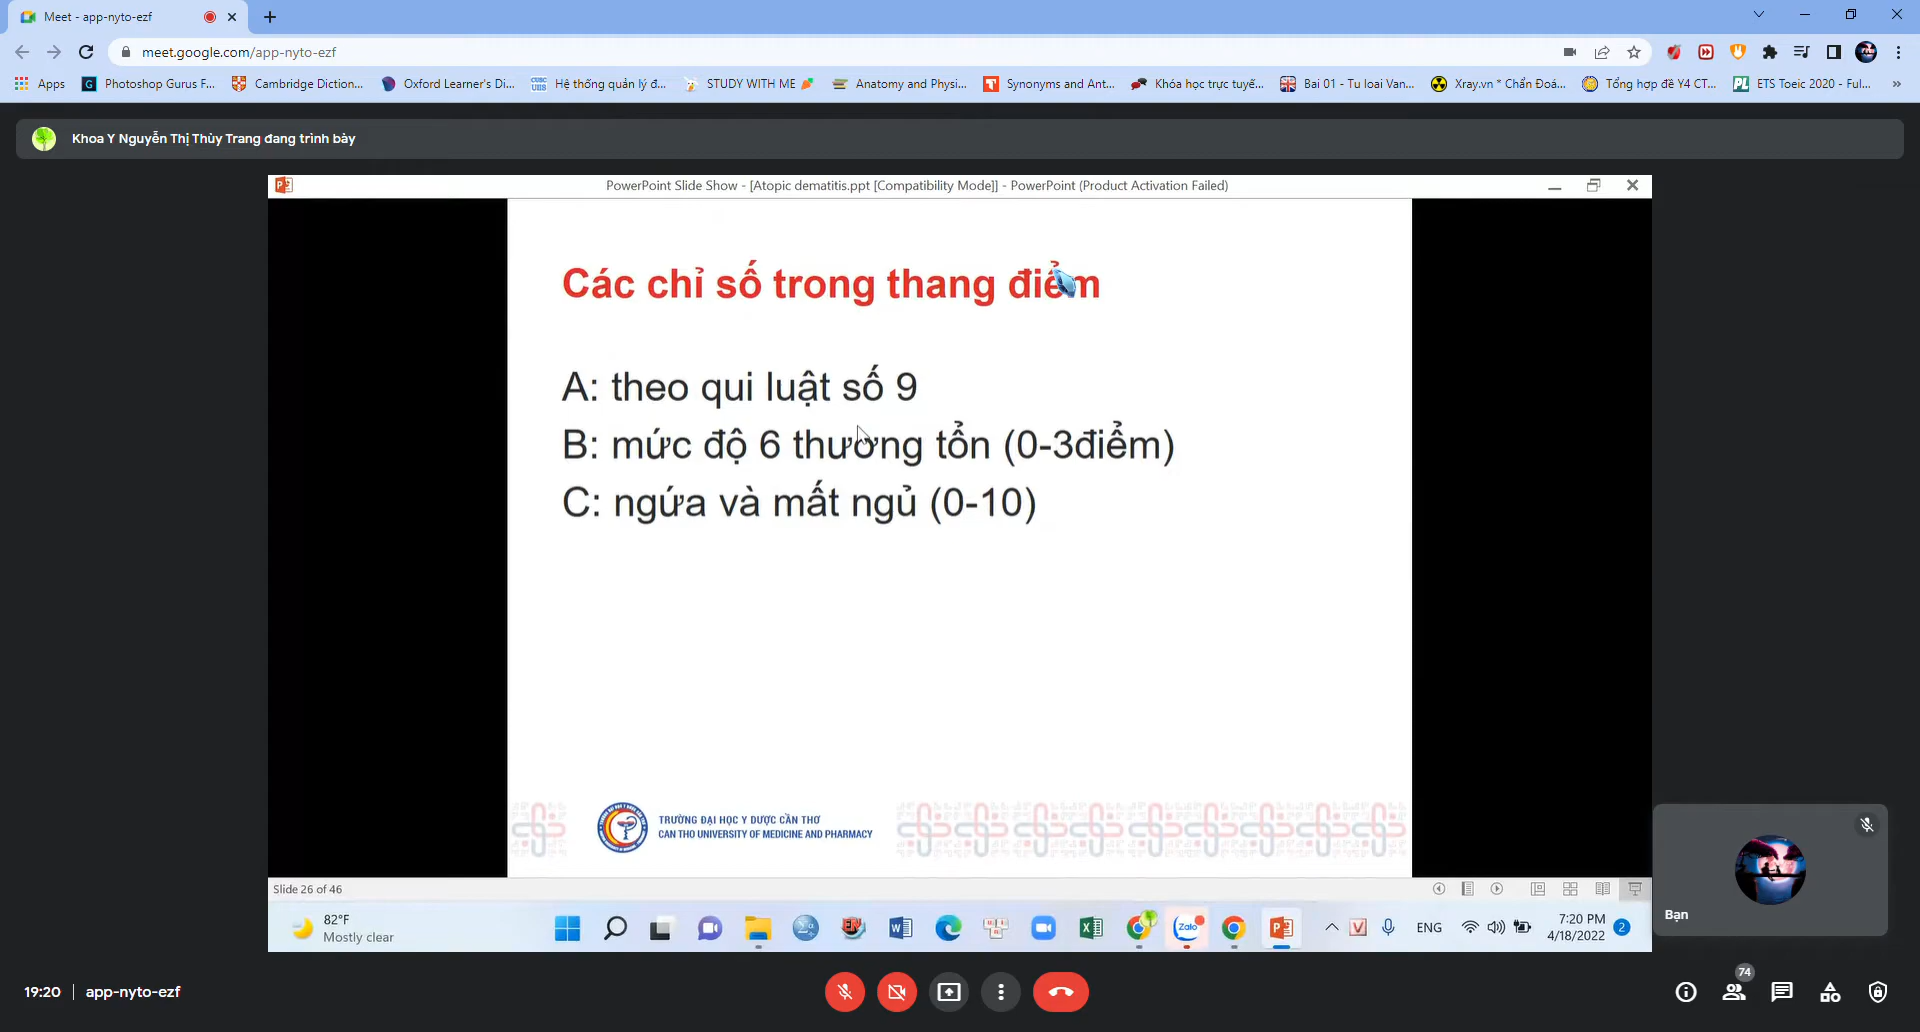 Meet - app-nyto-ezf
meet.google.com/app-nyto-ezf
Apps
Photoshop Gurus F...
Cambridge Diction...
Oxford Learner's Di...
Hệ thống quản lý đ...
STUDY WITH ME
Anatomy and Physi...
Synonyms and Ant...
Khóa học trực tuyế...
Bai 01 - Tu loai Van...
Xray.vn * Chẩn Đoá...
Tổng hợp đề Y4 CT...
ETS Toeic 2020 - Ful...
Khoa Y Nguyễn Thị Thùy Trang đang trình bày
PowerPoint Slide Show - [Atopic dematitis.ppt [Compatibility Mode]] - PowerPoint (Product Activation Failed)
Các chỉ số trong thang điểm
A: theo qui luật số 9
B: mức độ 6 thương tổn (0-3điểm)
C: ngứa và mất ngủ (0-10)
TRƯỜNG ĐẠI HỌC Y DƯỢC CẦN THƠ
CAN THO UNIVERSITY OF MEDICINE AND PHARMACY
Slide 26 of 46
82°F
Mostly clear
Zalo
ENG
7:20 PM
4/18/2022
2
Bạn
19:20
app-nyto-ezf
74